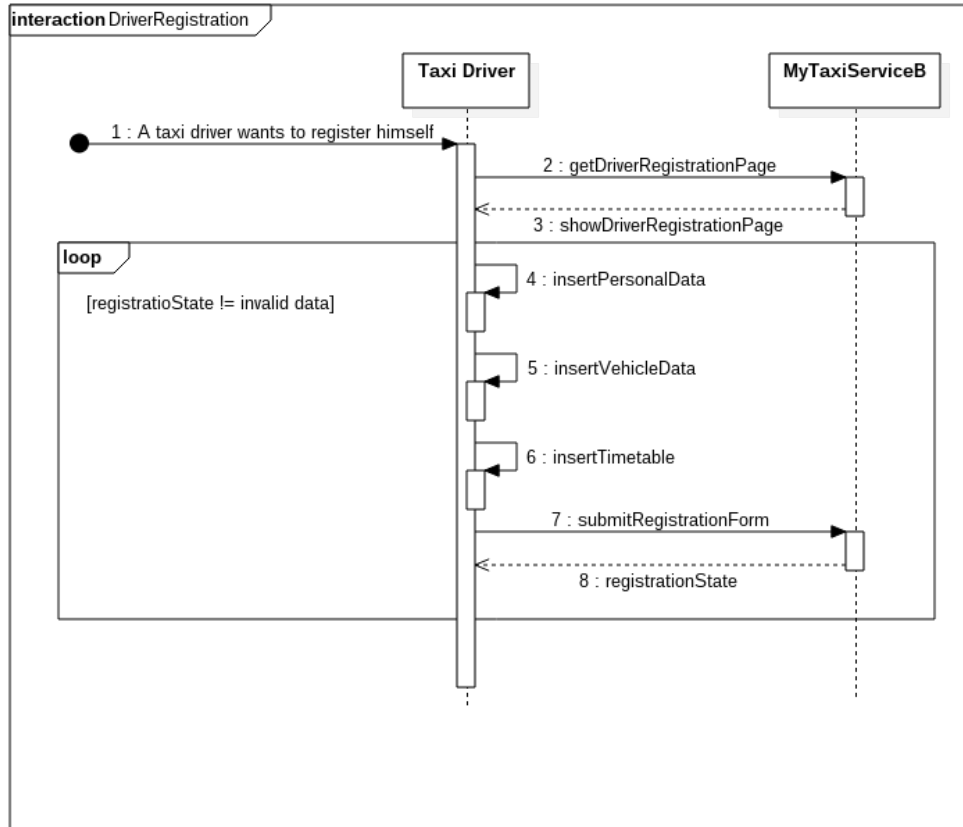 interaction DriverRegistration
Taxi Driver
MyTaxiServiceB
1 : A taxi driver wants to register himself
2 : getDriverRegistrationPage
3 : showDriverRegistrationPage
loop
[registratioState != invalid data]
4 : insertPersonalData
5 : insertVehicleData
6 : insertTimetable
7 : submitRegistrationForm
8 : registrationState